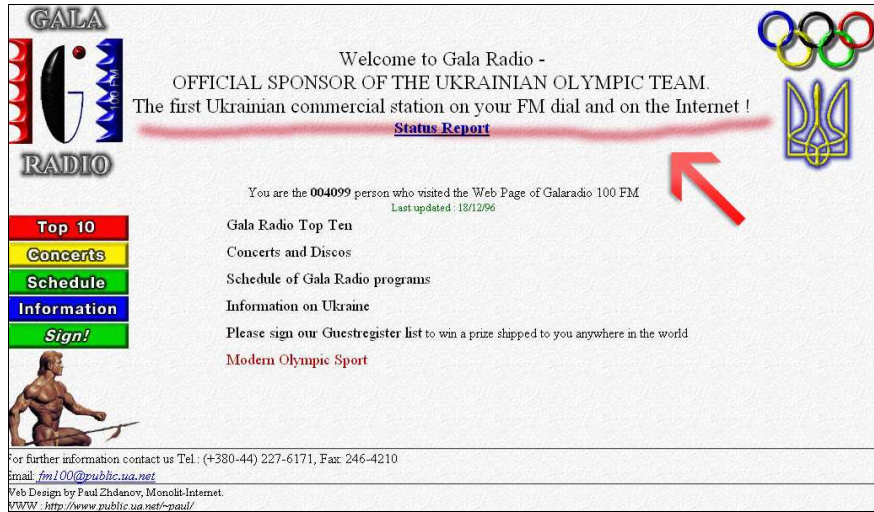 GALA
100 FM
RADIO
Welcome to Gala Radio -
OFFICIAL SPONSOR OF THE UKRAINIAN OLYMPIC TEAM.
The first Ukrainian commercial station on your FM dial and on the Internet !
Status Report
You are the 004099 person who visited the Web Page of Galaradio 100 FM
Last updated : 18/12/96
Top 10
Concerts
Schedule
Information
Sign!
Gala Radio Top Ten
Concerts and Discos
Schedule of Gala Radio programs
Information on Ukraine
Please sign our Guestregister list to win a prize shipped to you anywhere in the world
Modern Olympic Sport
For further information contact us Tel.: (+380-44) 227-6171, Fax: 246-4210
Email: fm100@public.ua.net
Web Design by Paul Zhdanov, Monolit-Internet.
WWW : http://www.public.ua.net/~paul/